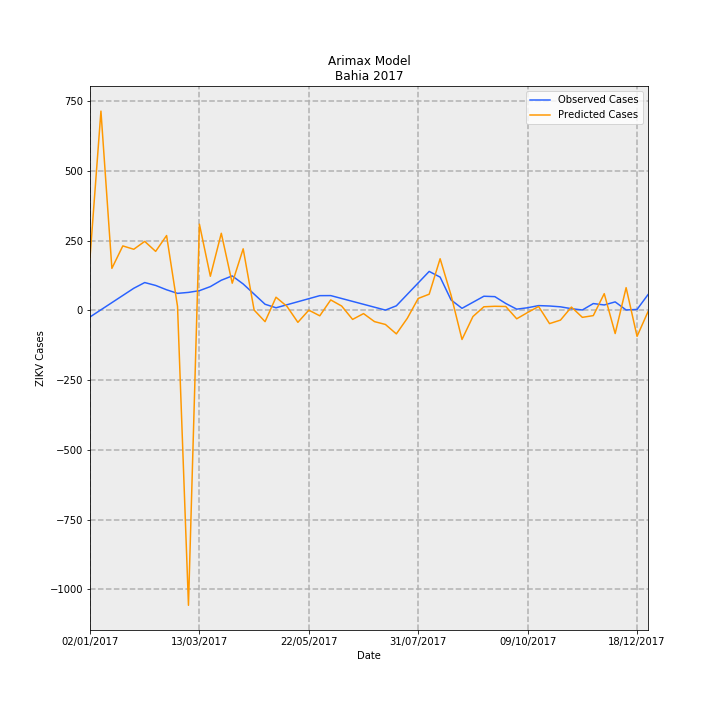 Arimax Model
Bahia 2017
Observed Cases
Predicted Cases
750
500
250
0
−250
−500
−750
−1000
ZIKV Cases
02/01/2017 13/03/2017 22/05/2017 31/07/2017 09/10/2017 18/12/2017
Date